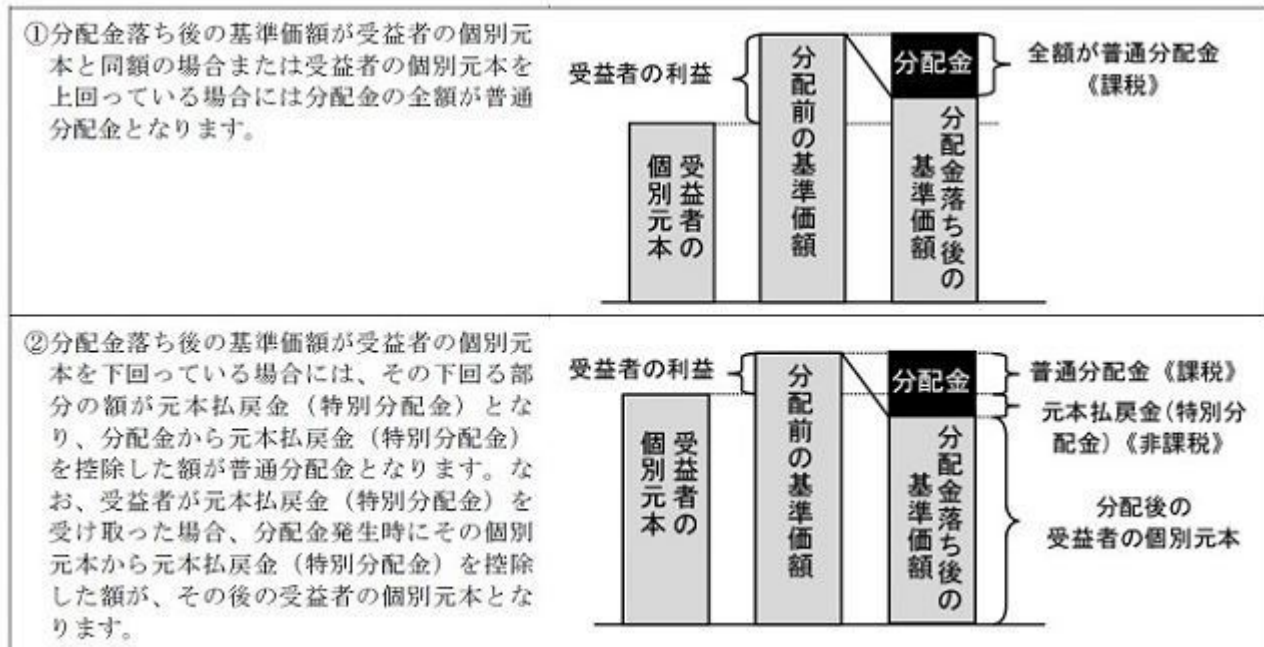 ①分配金落ち後の基準価額が受益者の個別元
本と同額の場合または受益者の個別元本を
上回っている場合には分配金の全額が普通
分配金となります。
受益者の利益
受益者の
個別元本
分配前の基準価額
分配金
分配金落ち後の
基準価額
全額が普通分配金
《課税》
②分配金落ち後の基準価額が受益者の個別元
本を下回っている場合には、その下回る部
分の額が元本払戻金（特別分配金）とな
り、分配金から元本払戻金（特別分配金）
を控除した額が普通分配金となります。な
お、受益者が元本払戻金（特別分配金）を
受け取った場合、分配金発生時にその個別
元本から元本払戻金（特別分配金）を控除
した額が、その後の受益者の個別元本とな
ります。
受益者の利益
受益者の
個別元本
分配前の基準価額
分配金
分配金落ち後の
基準価額
普通分配金《課税》
元本払戻金(特別分
配金)《非課税》
分配後の
受益者の個別元本